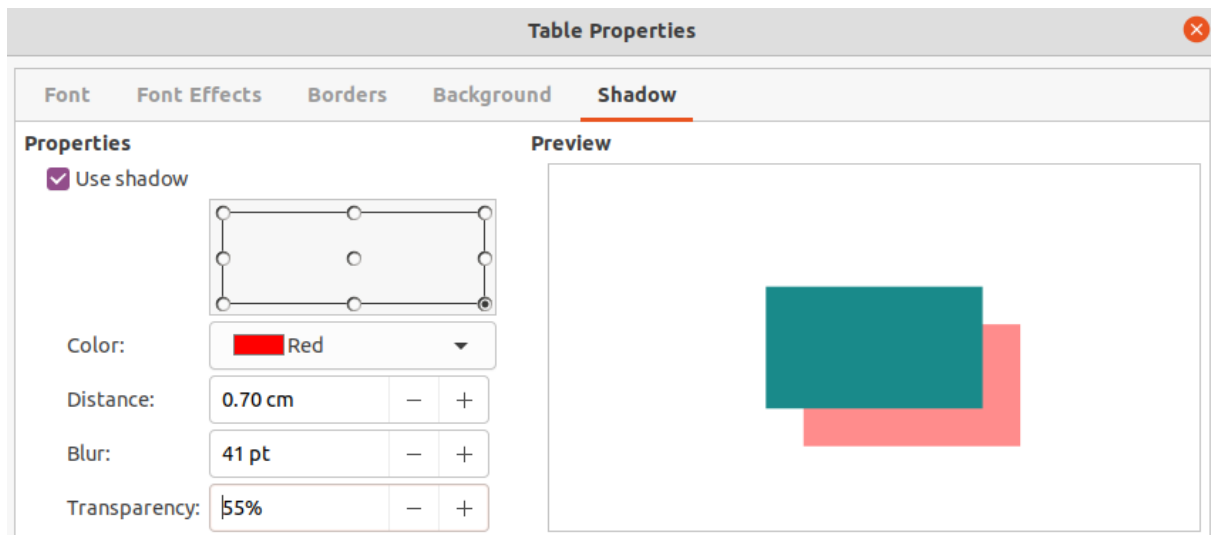 Table Properties
Font Font Effects Borders Background Shadow
Properties
Preview
Use shadow
Color: Red
Distance: 0.70 cm
Blur: 41 pt
Transparency: 55%